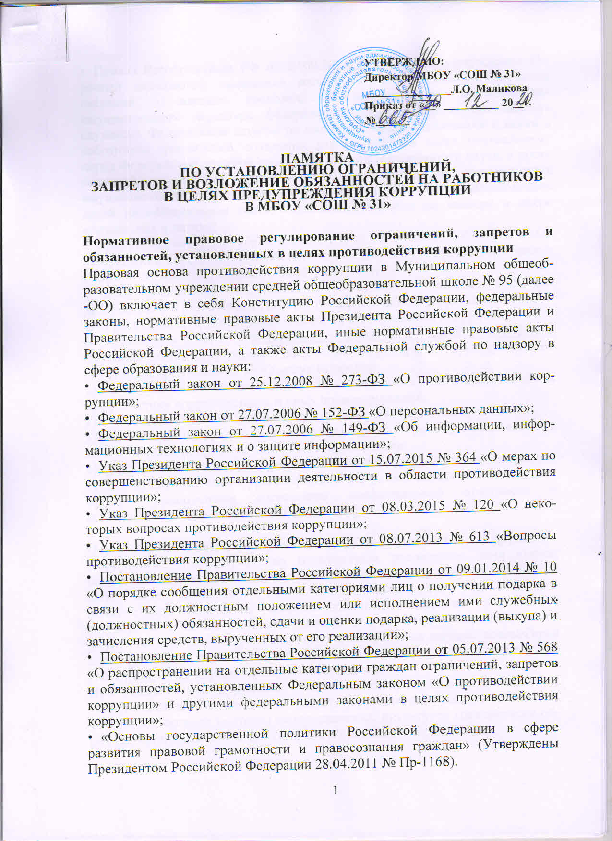 УТВЕРЖДАЮ:
Директор МБОУ «СОШ № 31»
Л.О. Маликова
Приказ от «30» 12 2020 г.
№ 665
ПАМЯТКА
ПО УСТАНОВЛЕНИЮ ОГРАНИЧЕНИЙ,
ЗАПРЕТОВ И ВОЗЛОЖЕНИЕ ОБЯЗАННОСТЕЙ НА РАБОТНИКОВ
В ЦЕЛЯХ ПРЕДУПРЕЖДЕНИЯ КОРРУПЦИИ
В МБОУ «СОШ № 31»
Нормативное правовое регулирование ограничений, запретов и
обязанностей, установленных в целях противодействия коррупции
Правовая основа противодействия коррупции в Муниципальном общеоб-
разовательном учреждении средней общеобразовательной школе № 95 (далее
-ОО) включает в себя Конституцию Российской Федерации, федеральные
законы, нормативные правовые акты Президента Российской Федерации и
Правительства Российской Федерации, иные нормативные правовые акты
Российской Федерации, а также акты Федеральной службой по надзору в
сфере образования и науки:
• Федеральный закон от 25.12.2008 № 273-ФЗ «О противодействии кор-
рупции»;
• Федеральный закон от 27.07.2006 № 152-ФЗ «О персональных данных»;
• Федеральный закон от 27.07.2006 № 149-ФЗ «Об информации, инфор-
мационных технологиях и о защите информации»;
• Указ Президента Российской Федерации от 15.07.2015 № 364 «О мерах по
совершенствованию организации деятельности в области противодействия
коррупции»;
• Указ Президента Российской Федерации от 08.03.2015 № 120 «О неко-
торых вопросах противодействия коррупции»;
• Указ Президента Российской Федерации от 08.07.2013 № 613 «Вопросы
противодействия коррупции»;
• Постановление Правительства Российской Федерации от 09.01.2014 № 10
«О порядке сообщения отдельными категориями лиц о получении подарка в
связи с их должностным положением или исполнением ими служебных
(должностных) обязанностей, сдачи и оценки подарка, реализации (выкупа) и
зачисления средств, вырученных от его реализации»;
• Постановление Правительства Российской Федерации от 05.07.2013 № 568
«О распространении на отдельные категории граждан ограничений, запретов
и обязанностей, установленных Федеральным законом «О противодействии
коррупции» и другими федеральными законами в целях противодействия
коррупции»;
• «Основы государственной политики Российской Федерации в сфере
развития правовой грамотности и правосознания граждан» (Утверждены
Президентом Российской Федерации 28.04.2011 № Пр-1168).
1